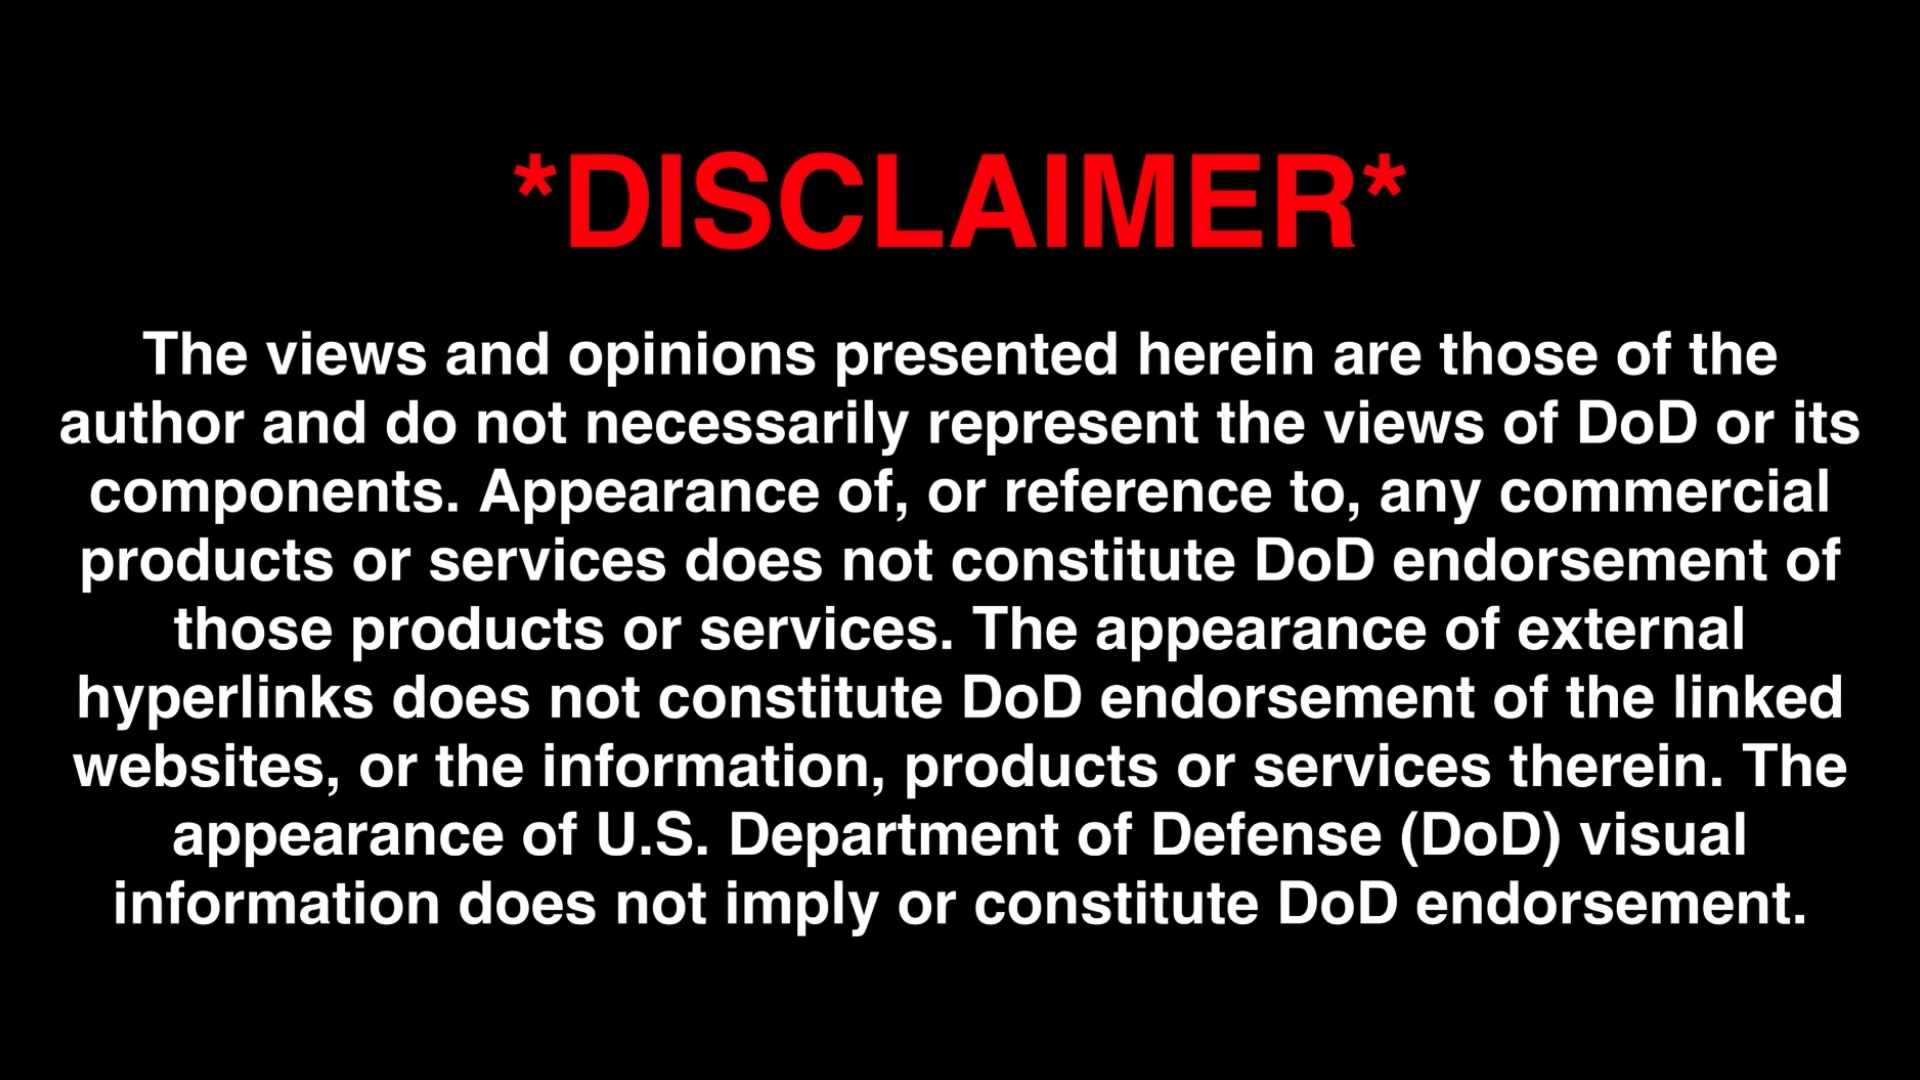 *DISCLAIMER*
The views and opinions presented herein are those of the
author and do not necessarily represent the views of DoD or its
components. Appearance of, or reference to, any commercial
products or services does not constitute DoD endorsement of
those products or services. The appearance of external
hyperlinks does not constitute DoD endorsement of the linked
websites, or the information, products or services therein. The
appearance of U.S. Department of Defense (DoD) visual
information does not imply or constitute DoD endorsement.